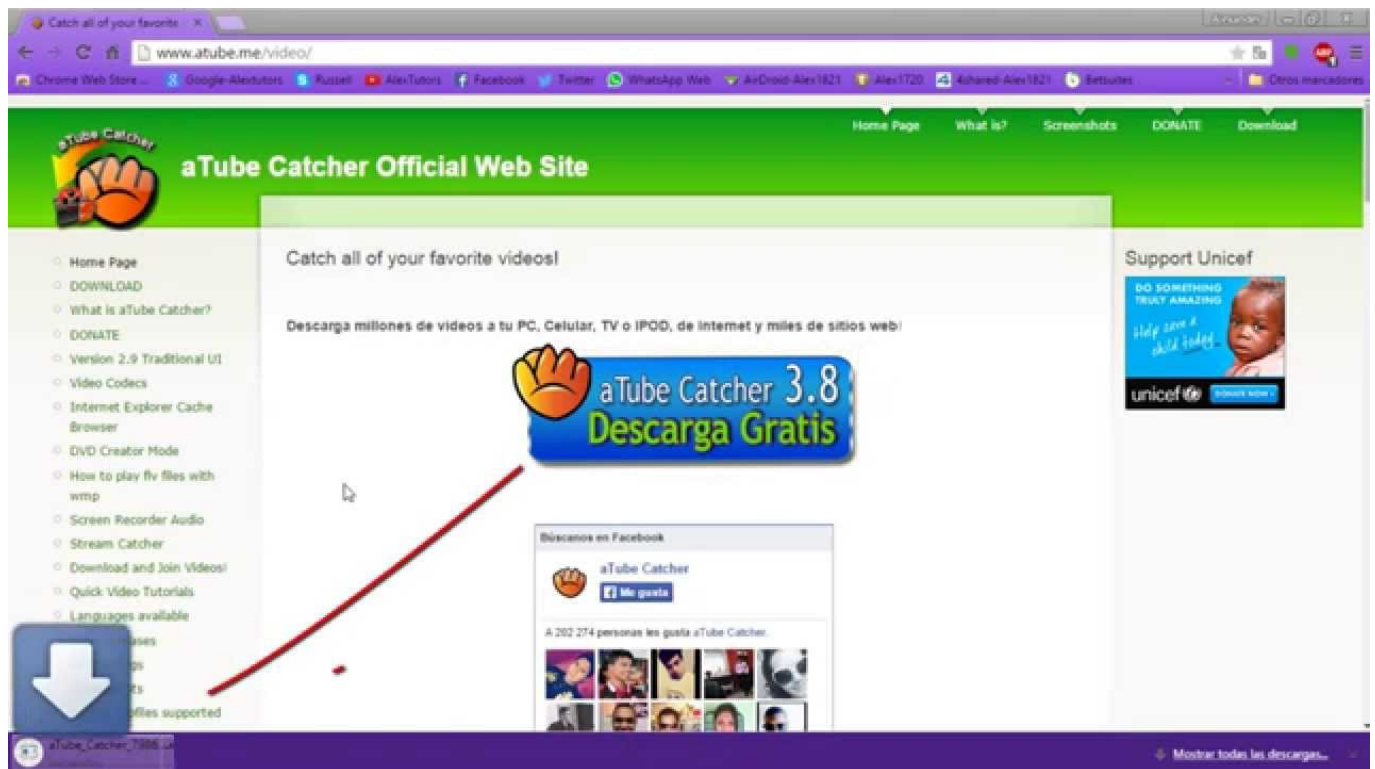 Catch all of your favorite
www.atube.me/video/
Chrome Web Store Google-Alextutors Russell AlexTutors Facebook Twitter WhatsApp Web AirDroid-Alex1821 Alex1720 4shared-Alex1821 Betsuites Otros marcadores
Home Page What is? Screenshots DONATE Download
aTube Catcher
aTube Catcher Official Web Site
Home Page
DOWNLOAD
What is aTube Catcher?
DONATE
Version 2.9 Traditional UI
Video Codecs
Internet Explorer Cache
Browser
DVD Creator Mode
How to play flv files with
wmp
Screen Recorder Audio
Stream Catcher
Download and Join Videos!
Quick Video Tutorials
Languages available
files supported
Catch all of your favorite videos!
Descarga millones de videos a tu PC, Celular, TV o IPOD, de Internet y miles de sitios web!
aTube Catcher 3.8
Descarga Gratis
Búscanos en Facebook
aTube Catcher
Me gusta
A 202 274 personas les gusta aTube Catcher.
Support Unicef
DO SOMETHING
TRULY AMAZING
Help save a
child today
unicef DONATE NOW
Mostrar todas las descargas...